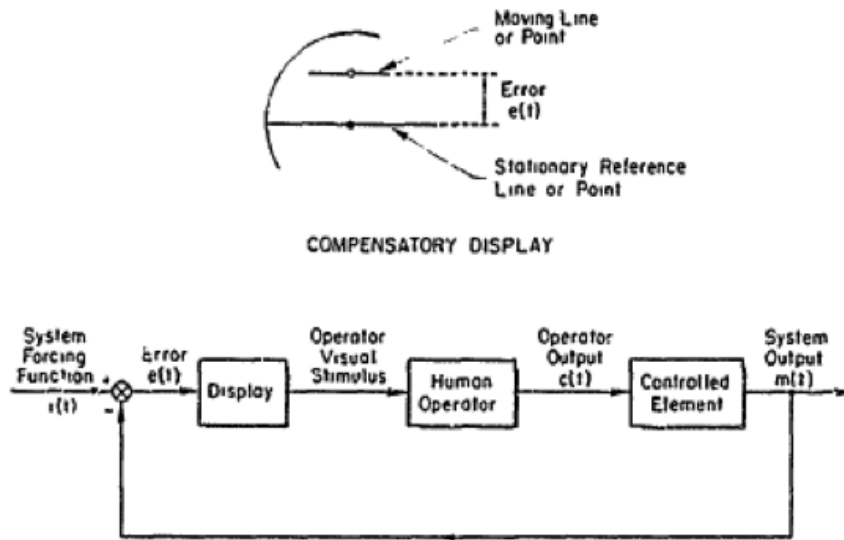 Moving Line
or Point
Error
e(t)
Stationary Reference
Line or Point
COMPENSATORY DISPLAY
System
Forcing
Function
i(t)
+
-
Error
e(t)
Display
Operator
Visual
Stimulus
Human
Operator
Operator
Output
c(t)
Controlled
Element
System
Output
m(t)